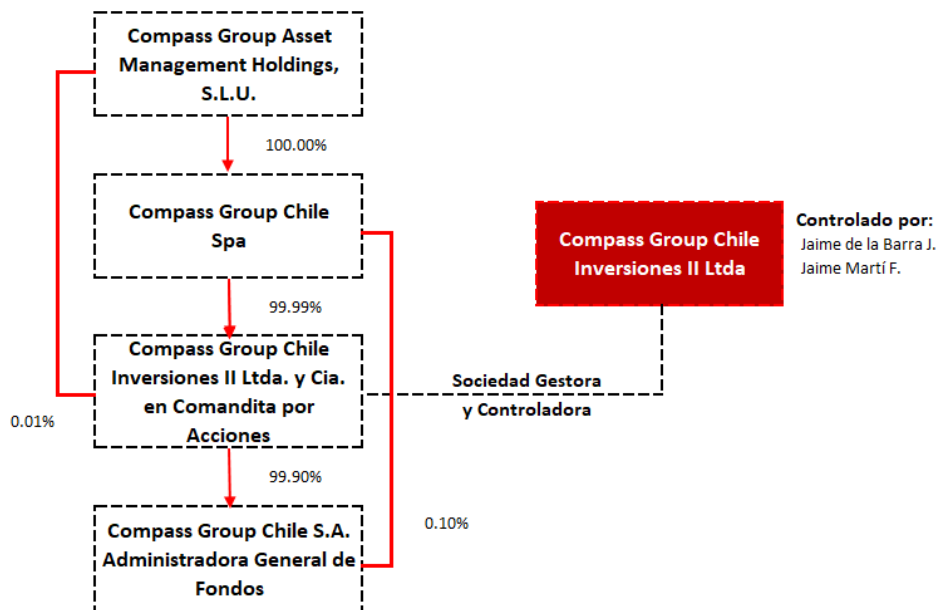 Compass Group Asset
Management Holdings,
S.L.U.
100.00%
Compass Group Chile
Spa
99.99%
Compass Group Chile
Inversiones II Ltda. y Cia.
en Comandita por
Acciones
0.01%
99.90%
Compass Group Chile S.A.
Administradora General de
Fondos
0.10%
Sociedad Gestora
y Controladora
Compass Group Chile
Inversiones II Ltda
Controlado por:
Jaime de la Barra J.
Jaime Martí F.